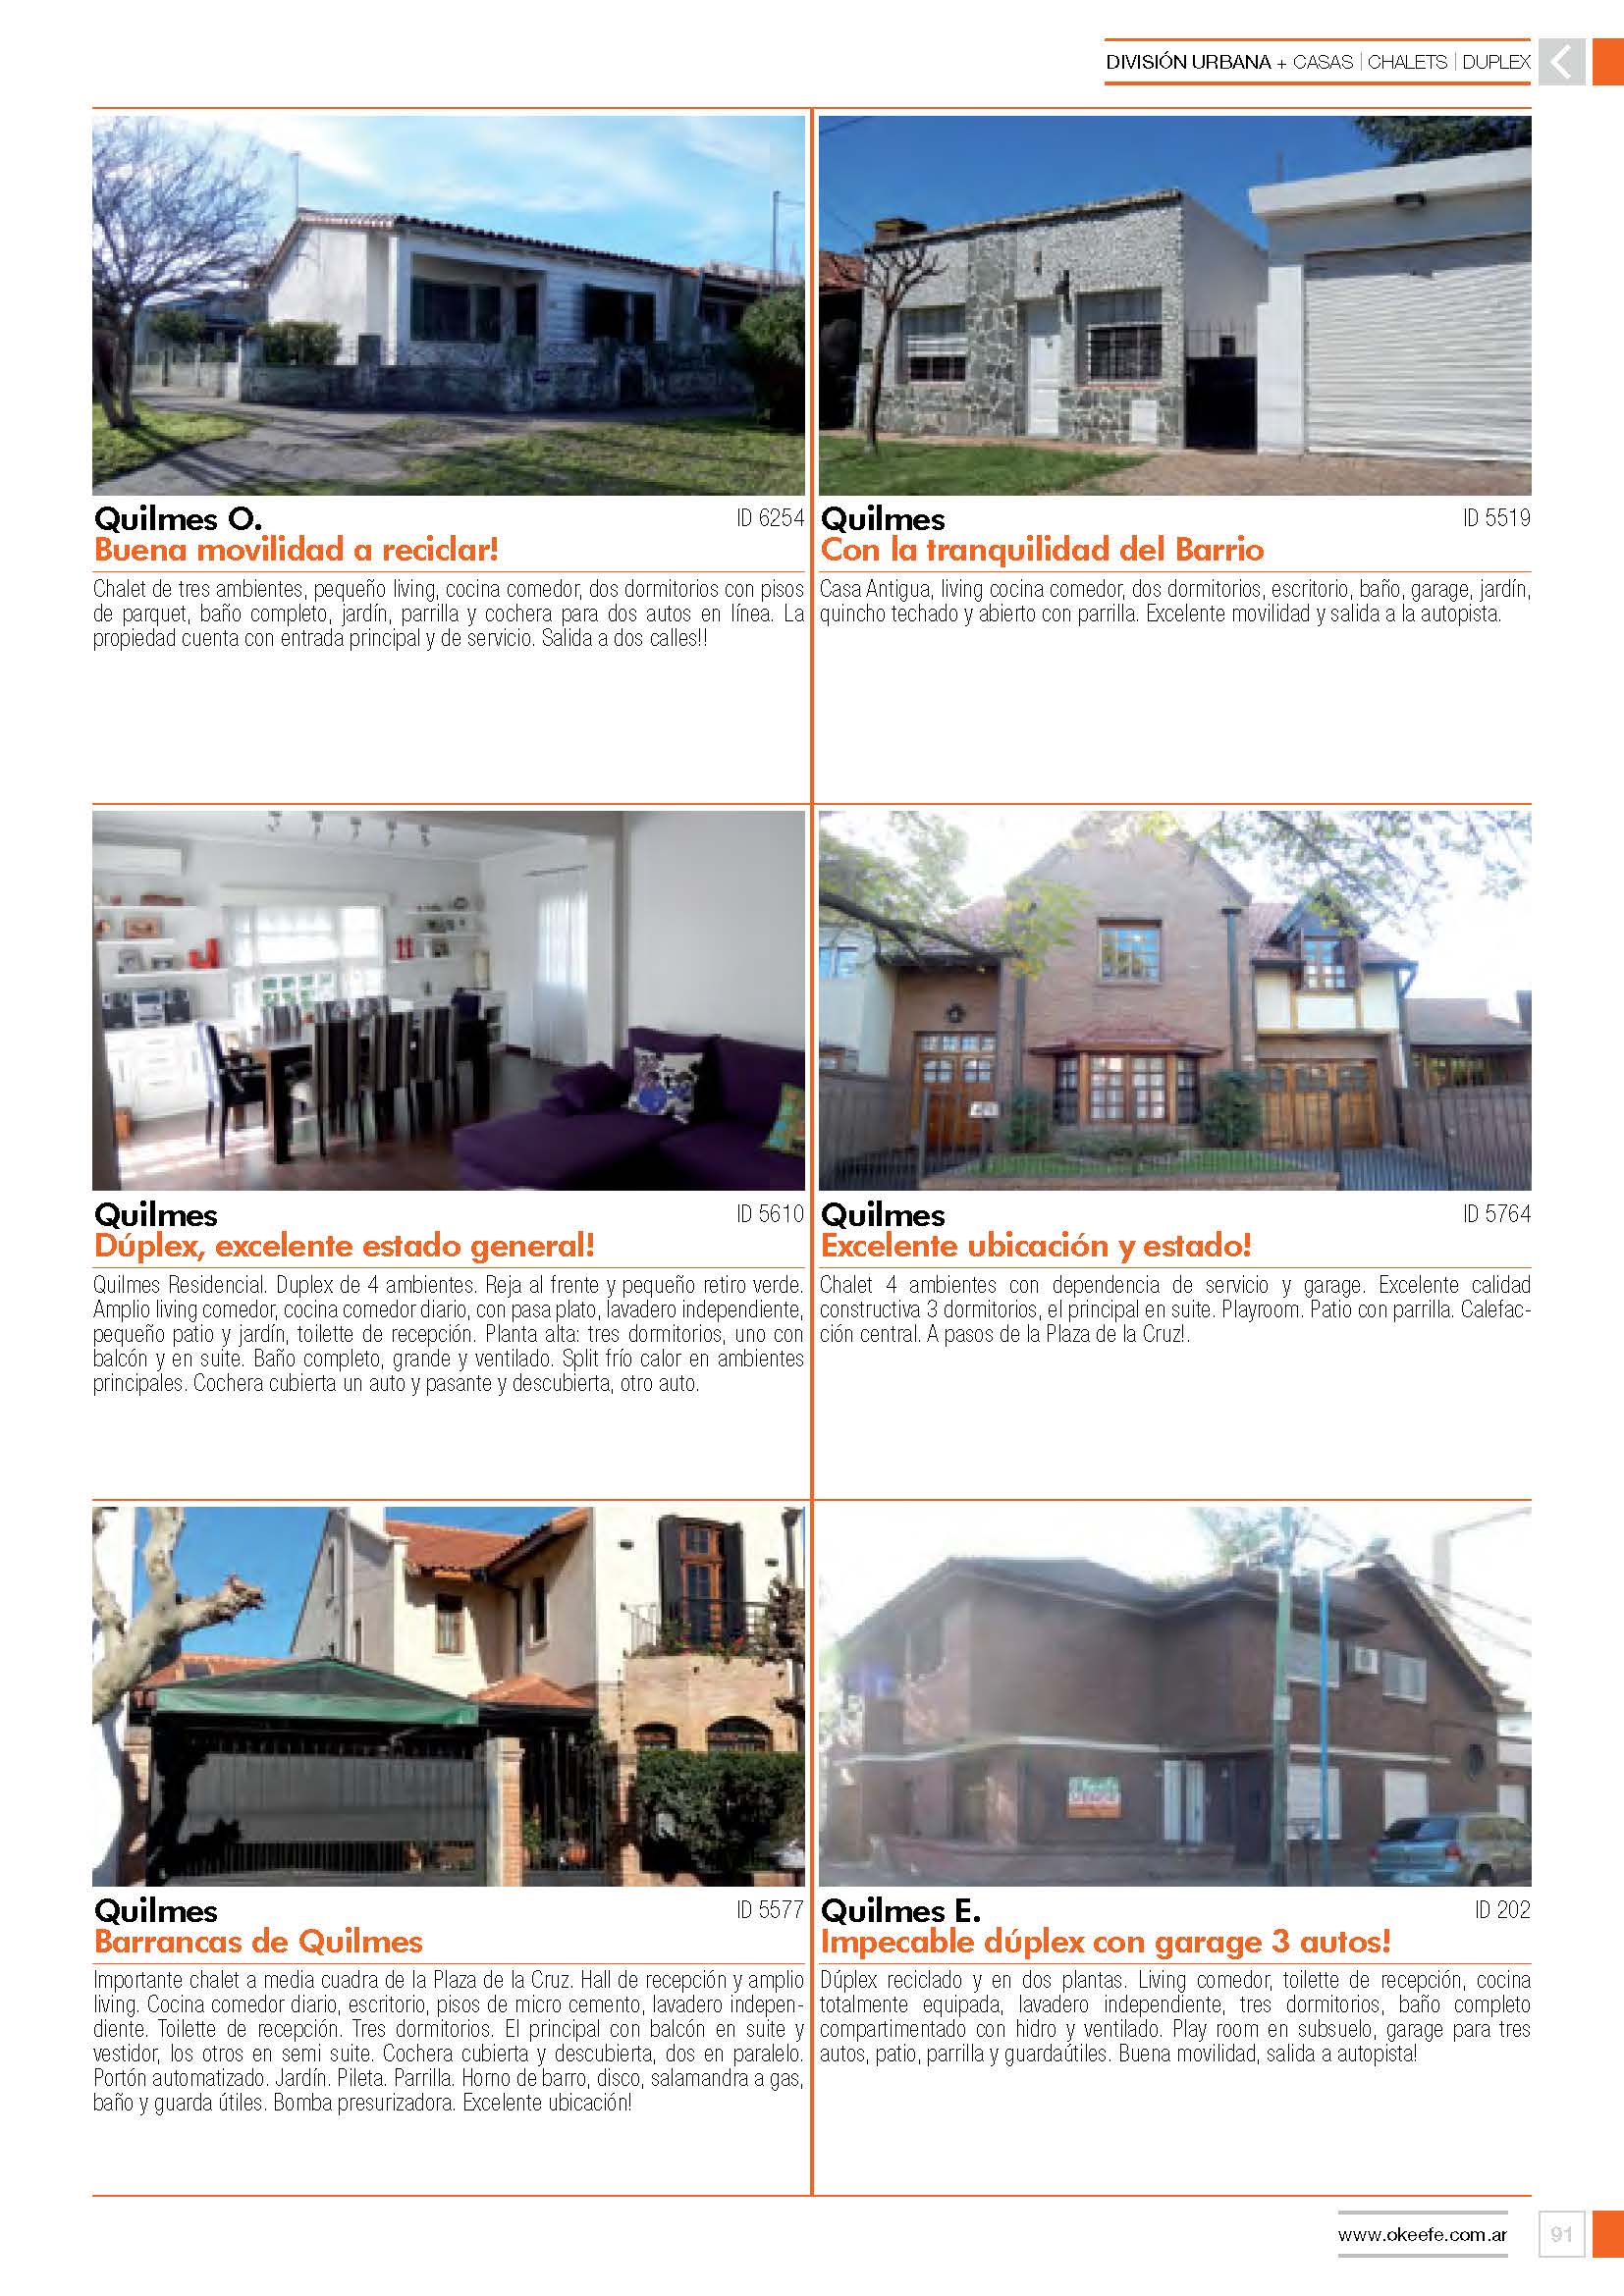 DIVISIÓN URBANA + CASAS | CHALETS | DUPLEX
Quilmes O.
ID 6254
Buena movilidad a reciclar!
Chalet de tres ambientes, pequeño living, cocina comedor, dos dormitorios con pisos
de parquet, baño completo, jardín, parrilla y cochera para dos autos en línea. La
propiedad cuenta con entrada principal y de servicio. Salida a dos calles!!
Quilmes
ID 5519
Con la tranquilidad del Barrio
Casa Antigua, living cocina comedor, dos dormitorios, escritorio, baño, garage, jardín,
quincho techado y abierto con parrilla. Excelente movilidad y salida a la autopista.
Quilmes
ID 5610
Dúplex, excelente estado general!
Quilmes Residencial. Duplex de 4 ambientes. Reja al frente y pequeño retiro verde.
Amplio living comedor, cocina comedor diario, con pasa plato, lavadero independiente,
pequeño patio y jardín, toilette de recepción. Planta alta: tres dormitorios, uno con
balcón y en suite. Baño completo, grande y ventilado. Split frío calor en ambientes
principales. Cochera cubierta un auto y pasante y descubierta, otro auto.
Quilmes
ID 5764
Excelente ubicación y estado!
Chalet 4 ambientes con dependencia de servicio y garage. Excelente calidad
constructiva 3 dormitorios, el principal en suite. Playroom. Patio con parrilla. Calefac-
ción central. A pasos de la Plaza de la Cruz!.
Quilmes
ID 5577
Barrancas de Quilmes
Importante chalet a media cuadra de la Plaza de la Cruz. Hall de recepción y amplio
living. Cocina comedor diario, escritorio, pisos de micro cemento, lavadero indepen-
diente. Toilette de recepción. Tres dormitorios. El principal con balcón en suite y
vestidor, los otros en semi suite. Cochera cubierta y descubierta, dos en paralelo.
Portón automatizado. Jardín. Pileta. Parrilla. Horno de barro, disco, salamandra a gas,
baño y guarda útiles. Bomba presurizadora. Excelente ubicación!
O'Keefe
Quilmes E.
ID 202
Impecable dúplex con garage 3 autos!
Dúplex reciclado y en dos plantas. Living comedor, toilette de recepción, cocina
totalmente equipada, lavadero independiente, tres dormitorios, baño completo
compartimentado con hidro y ventilado. Play room en subsuelo, garage para tres
autos, patio, parrilla y guardaútiles. Buena movilidad, salida a autopista!
www.okeefe.com.ar
91